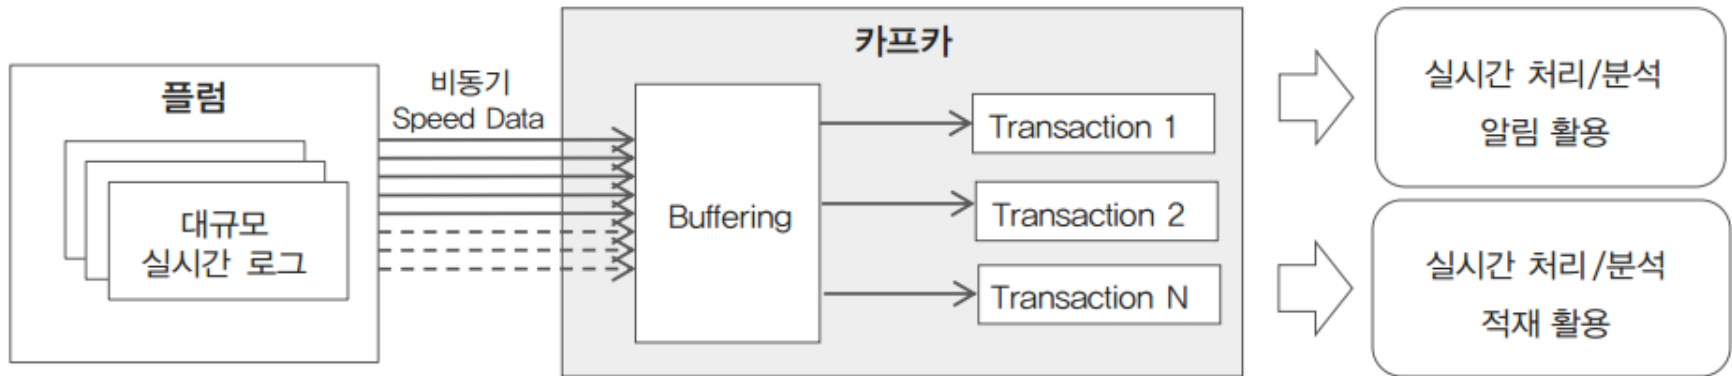 플럼
대규모
실시간 로그
비동기
Speed Data
카프카
Buffering
Transaction 1
Transaction 2
Transaction N
실시간 처리/분석
알림 활용
실시간 처리/분석
적재 활용